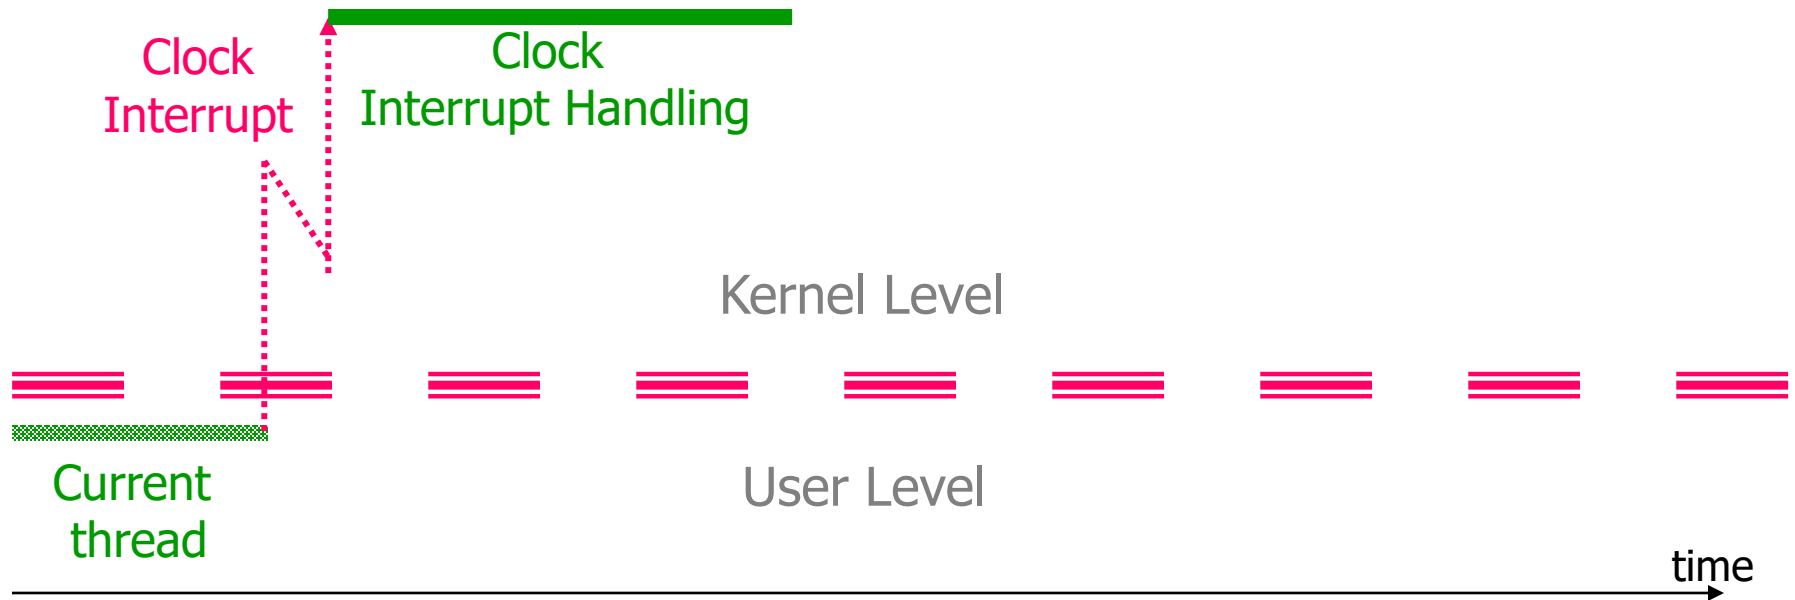 Clock
Interrupt
Clock
Interrupt Handling
Kernel Level
Current
thread
User Level
time